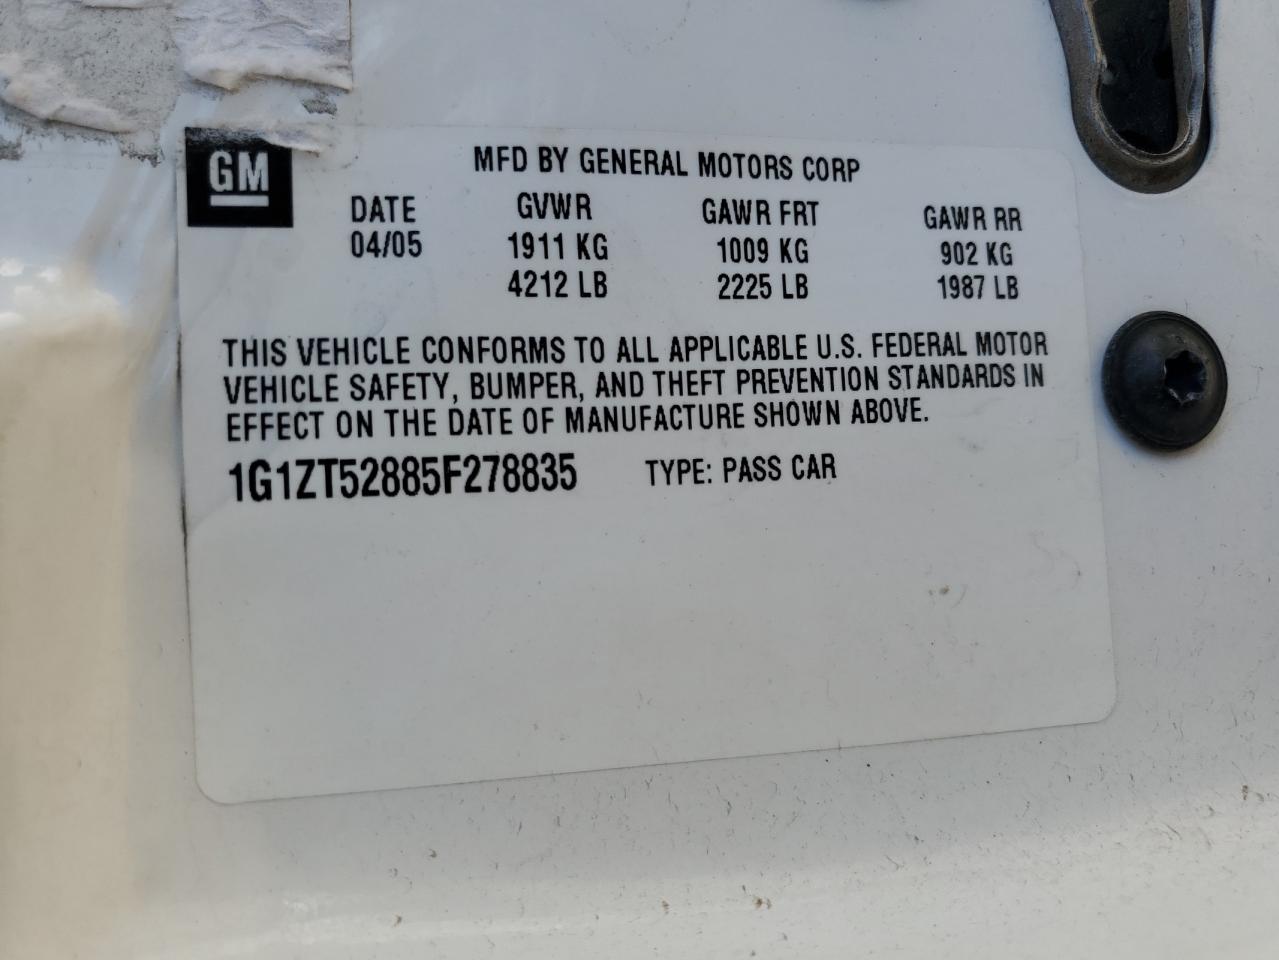 GM
MFD BY GENERAL MOTORS CORP
DATE GVWR GAWR FRT GAWR RR
04/05 1911 KG 1009 KG 902 KG
4212 LB 2225 LB 1987 LB
THIS VEHICLE CONFORMS TO ALL APPLICABLE U.S. FEDERAL MOTOR
VEHICLE SAFETY, BUMPER, AND THEFT PREVENTION STANDARDS IN
EFFECT ON THE DATE OF MANUFACTURE SHOWN ABOVE.
1G1ZT52885F278835 TYPE: PASS CAR